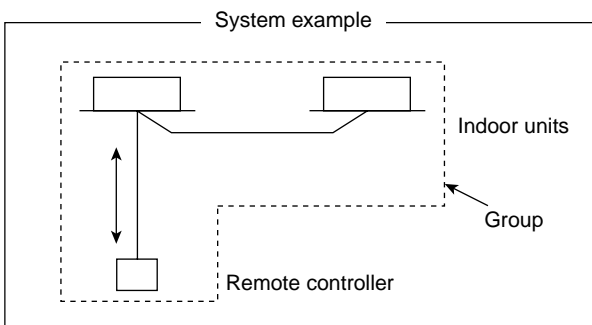 System example
Indoor units
Group
Remote controller